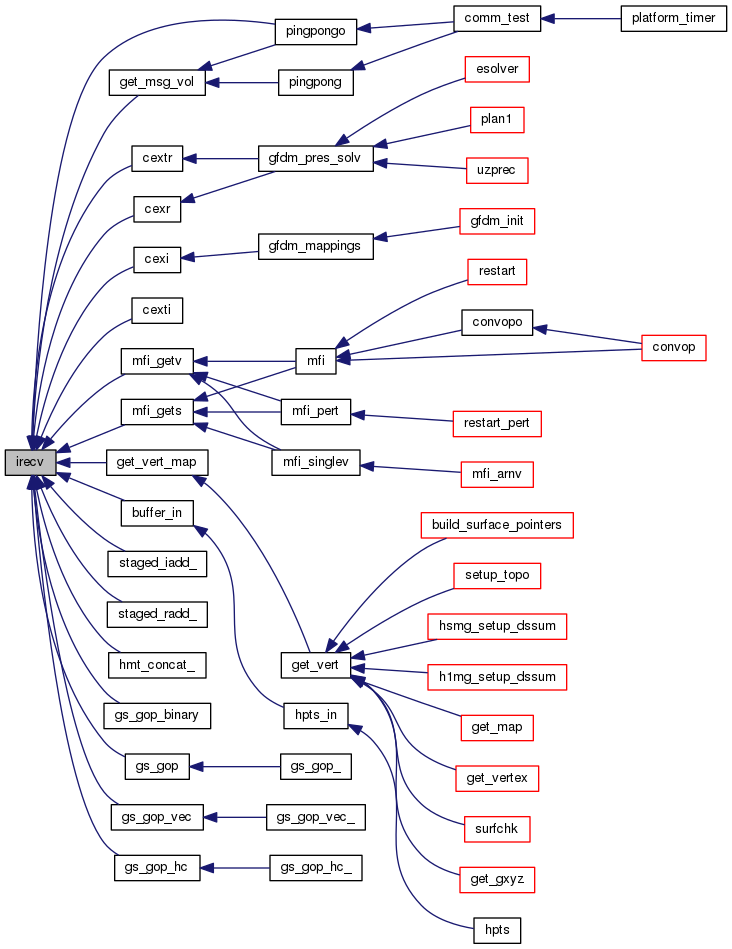 comm_test
platform_timer
pingpongo
get_msg_vol
pingpong
esolver
plan1
cextr
gfdm_pres_solv
uzprec
cexr
gfdm_init
cexi
gfdm_mappings
restart
cexti
convopo
mfi_getv
mfi
convop
mfi_gets
mfi_pert
restart_pert
irecv
get_vert_map
mfi_singlev
mfi_arnv
buffer_in
build_surface_pointers
staged_iadd_
setup_topo
staged_radd_
hsmg_setup_dssum
hmt_concat_
get_vert
h1mg_setup_dssum
gs_gop_binary
hpts_in
get_map
gs_gop
gs_gop_
get_vertex
gs_gop_vec
gs_gop_vec_
surfchk
gs_gop_hc
gs_gop_hc_
get_gxyz
hpts